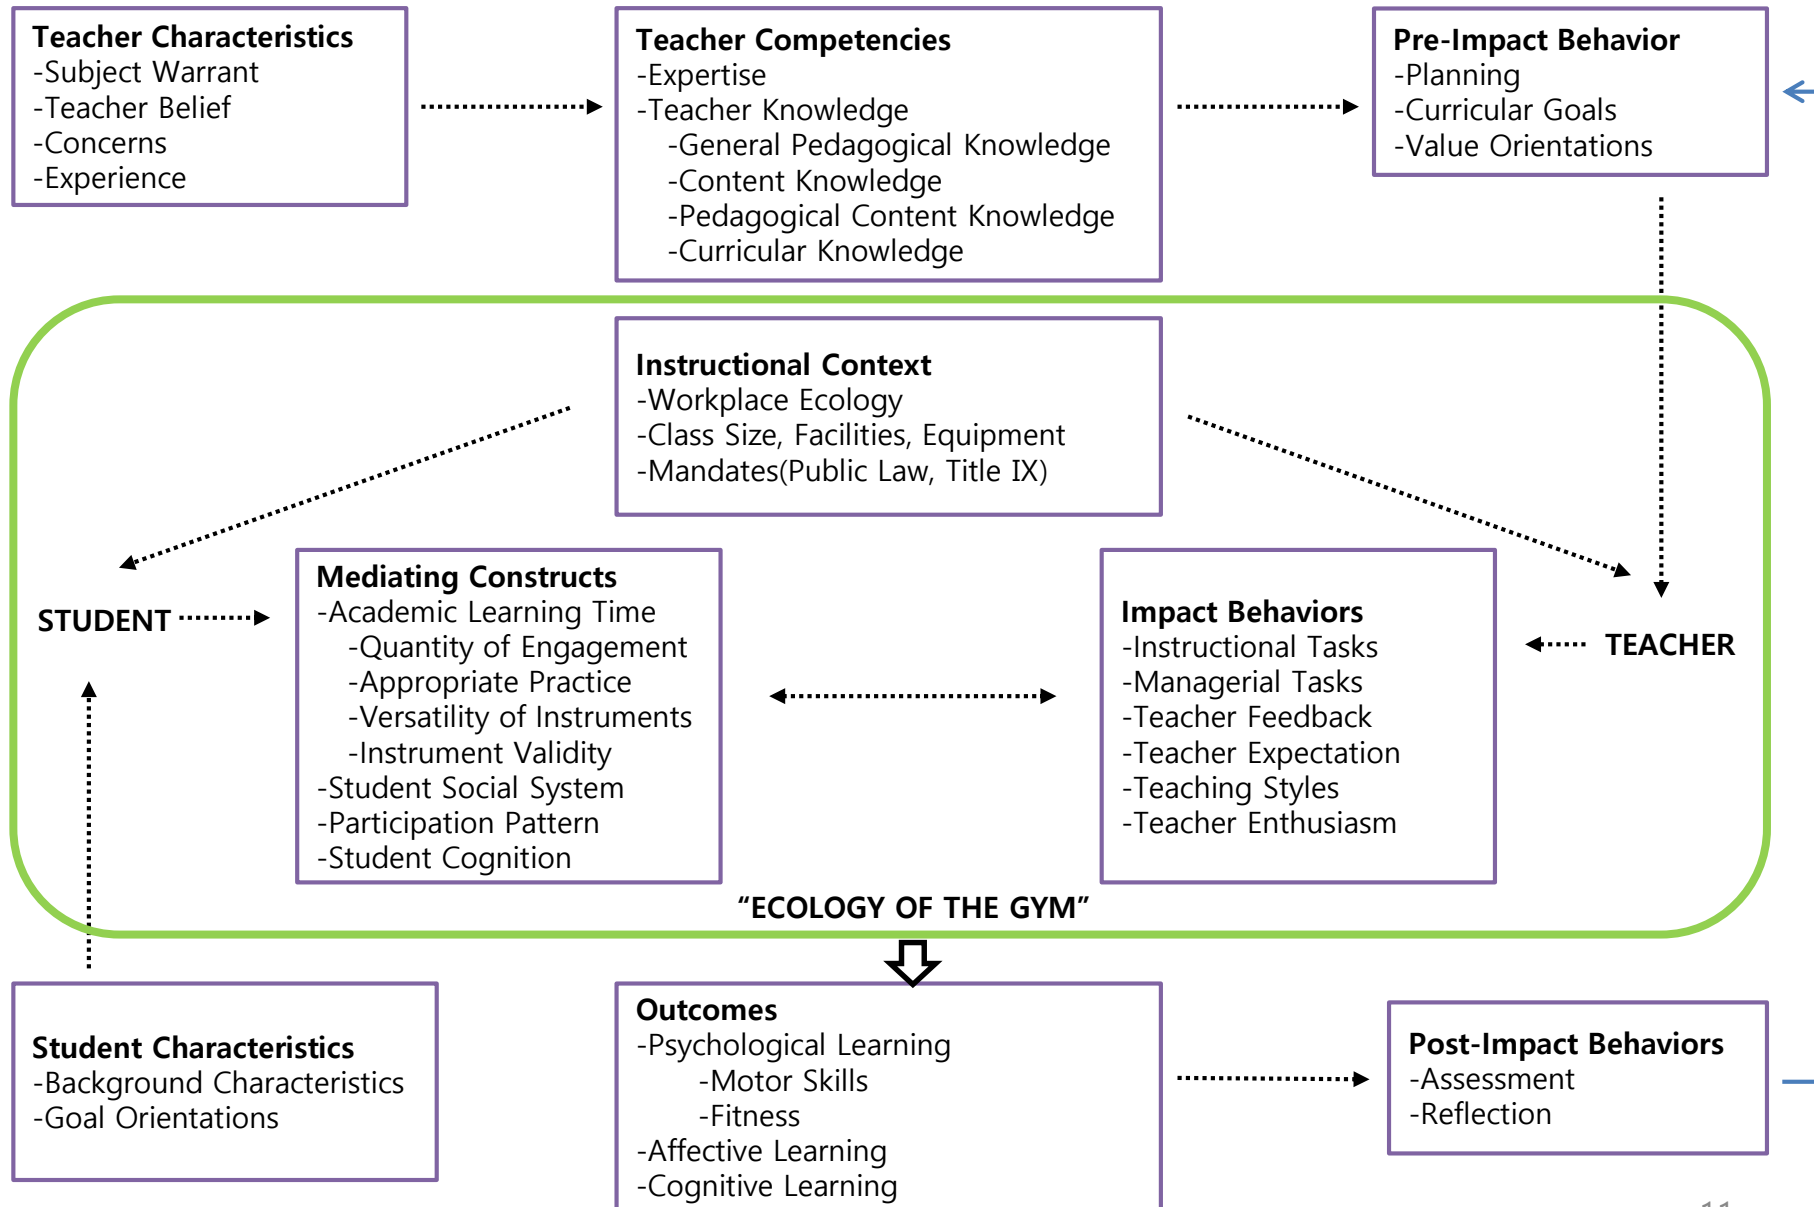 Teacher Characteristics
-Subject Warrant
-Teacher Belief
-Concerns
-Experience
Teacher Competencies
-Expertise
-Teacher Knowledge
-General Pedagogical Knowledge
-Content Knowledge
-Pedagogical Content Knowledge
-Curricular Knowledge
Pre-Impact Behavior
-Planning
-Curricular Goals
-Value Orientations
Instructional Context
-Workplace Ecology
-Class Size, Facilities, Equipment
-Mandates(Public Law, Title IX)
STUDENT
Mediating Constructs
-Academic Learning Time
-Quantity of Engagement
-Appropriate Practice
-Versatility of Instruments
-Instrument Validity
-Student Social System
-Participation Pattern
-Student Cognition
Impact Behaviors
-Instructional Tasks
-Managerial Tasks
-Teacher Feedback
-Teacher Expectation
-Teaching Styles
-Teacher Enthusiasm
TEACHER
“ECOLOGY OF THE GYM”
Student Characteristics
-Background Characteristics
-Goal Orientations
Outcomes
-Psychological Learning
-Motor Skills
-Fitness
-Affective Learning
-Cognitive Learning
Post-Impact Behaviors
-Assessment
-Reflection